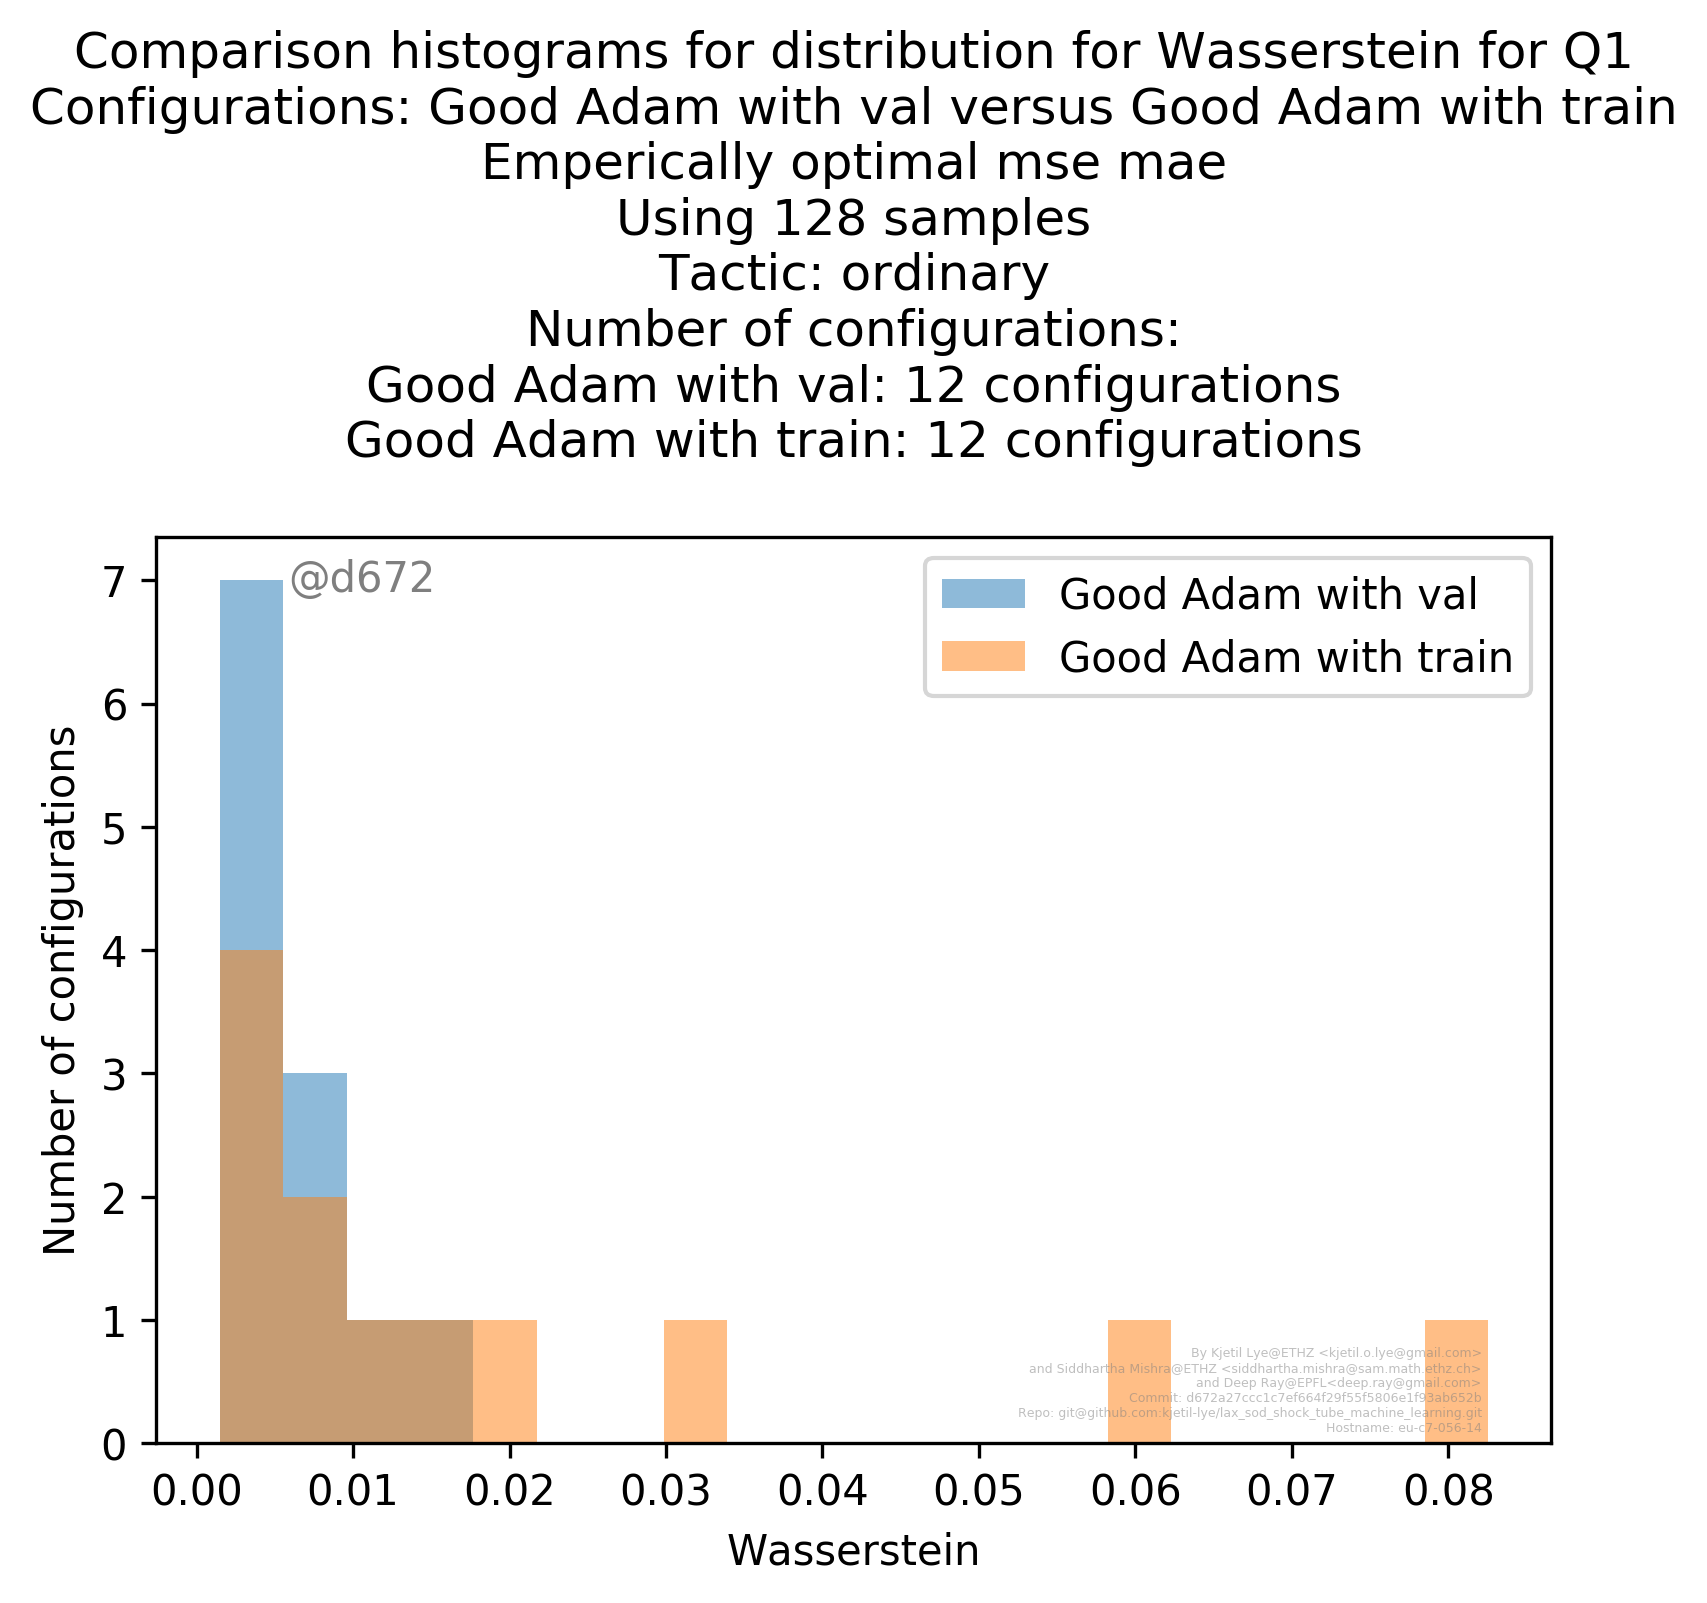 Comparison histograms for distribution for Wasserstein for Q1
Configurations: Good Adam with val versus Good Adam with train
Emperically optimal mse mae
Using 128 samples
Tactic: ordinary
Number of configurations:
Good Adam with val: 12 configurations
Good Adam with train: 12 configurations
@d672
Good Adam with val
Good Adam with train
Number of configurations
7
6
5
4
3
2
1
0
By Kjetil Lye@ETHZ <kjetil.o.lye@gmail.com>
and Siddhartha Mishra@ETHZ <siddhartha.mishra@sam.math.ethz.ch>
and Deep Ray@EPFL<deep.ray@gmail.com>
Commit: d672a27ccc1c7ef664f29f55f5806e1f93ab652b
Repo: git@github.com:kjetil-lye/lax_sod_shock_tube_machine_learning.git
Hostname: eu-c7-056-14
0.00 0.01 0.02 0.03 0.04 0.05 0.06 0.07 0.08
Wasserstein